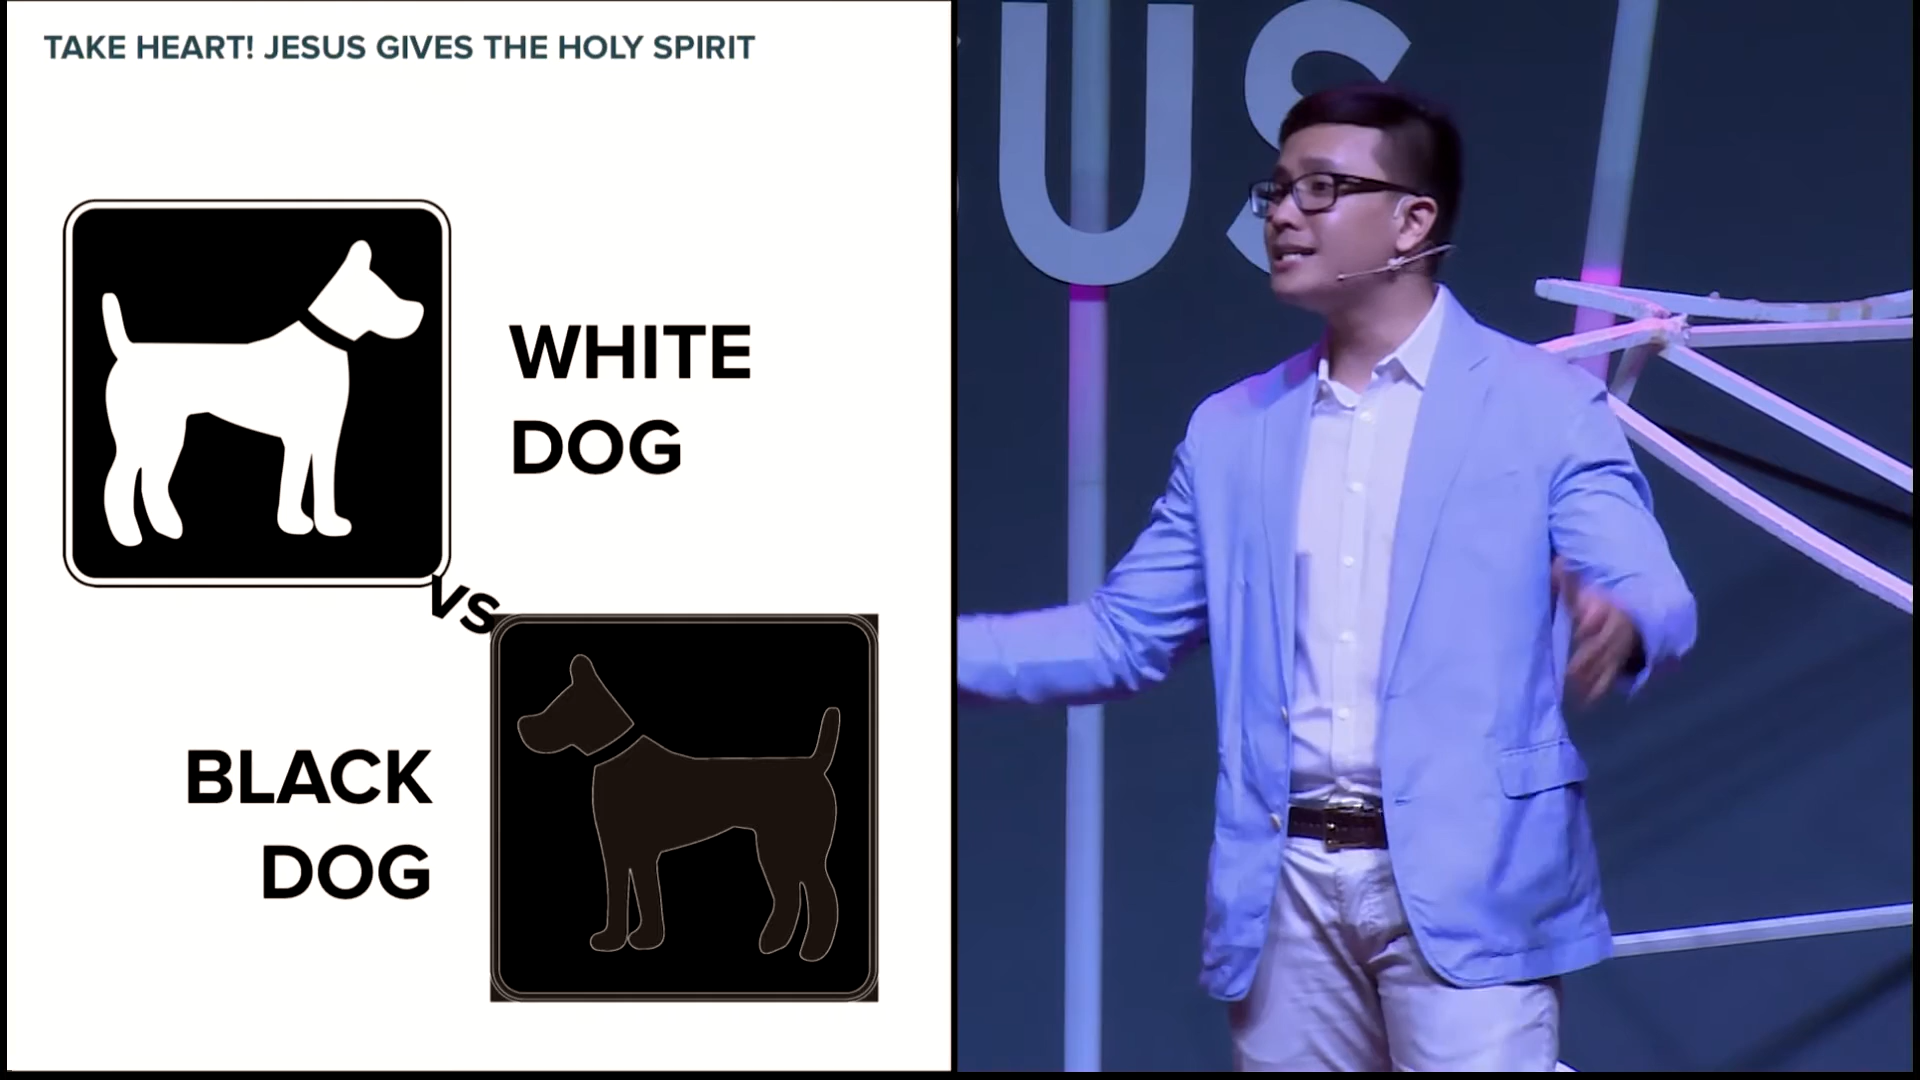 TAKE HEART! JESUS GIVES THE HOLY SPIRIT
WHITE
DOG
VS
BLACK
DOG
US